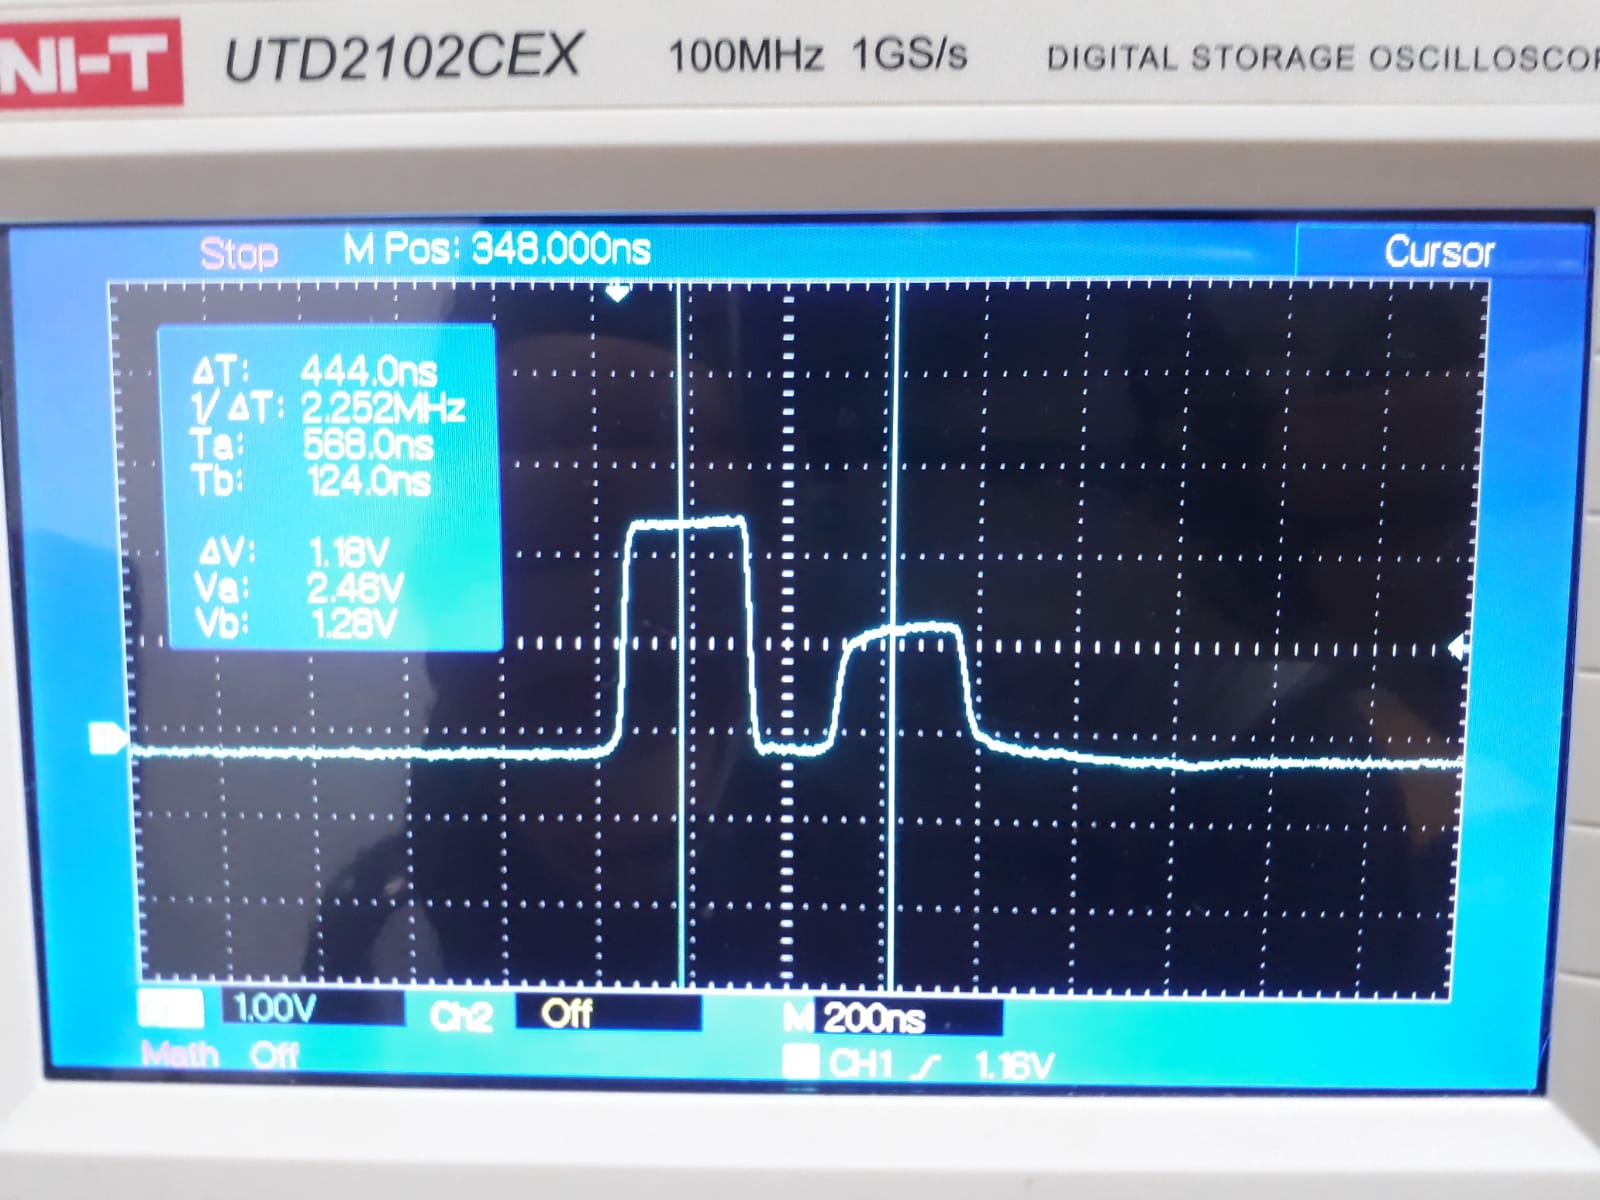 NI-T UTD2102CEX 100MHz 1GS/s DIGITAL STORAGE OSCILLOSCOP
Stop M Pos: 348.000ns Cursor
ΔT: 444.0ns
1/ΔT: 2.252MHz
Ta: 568.0ns
Tb: 124.0ns
ΔV: 1.18V
Va: 2.46V
Vb: 1.28V
1.00V Ch2 Off M 200ns
Math Off CH1 1.16V